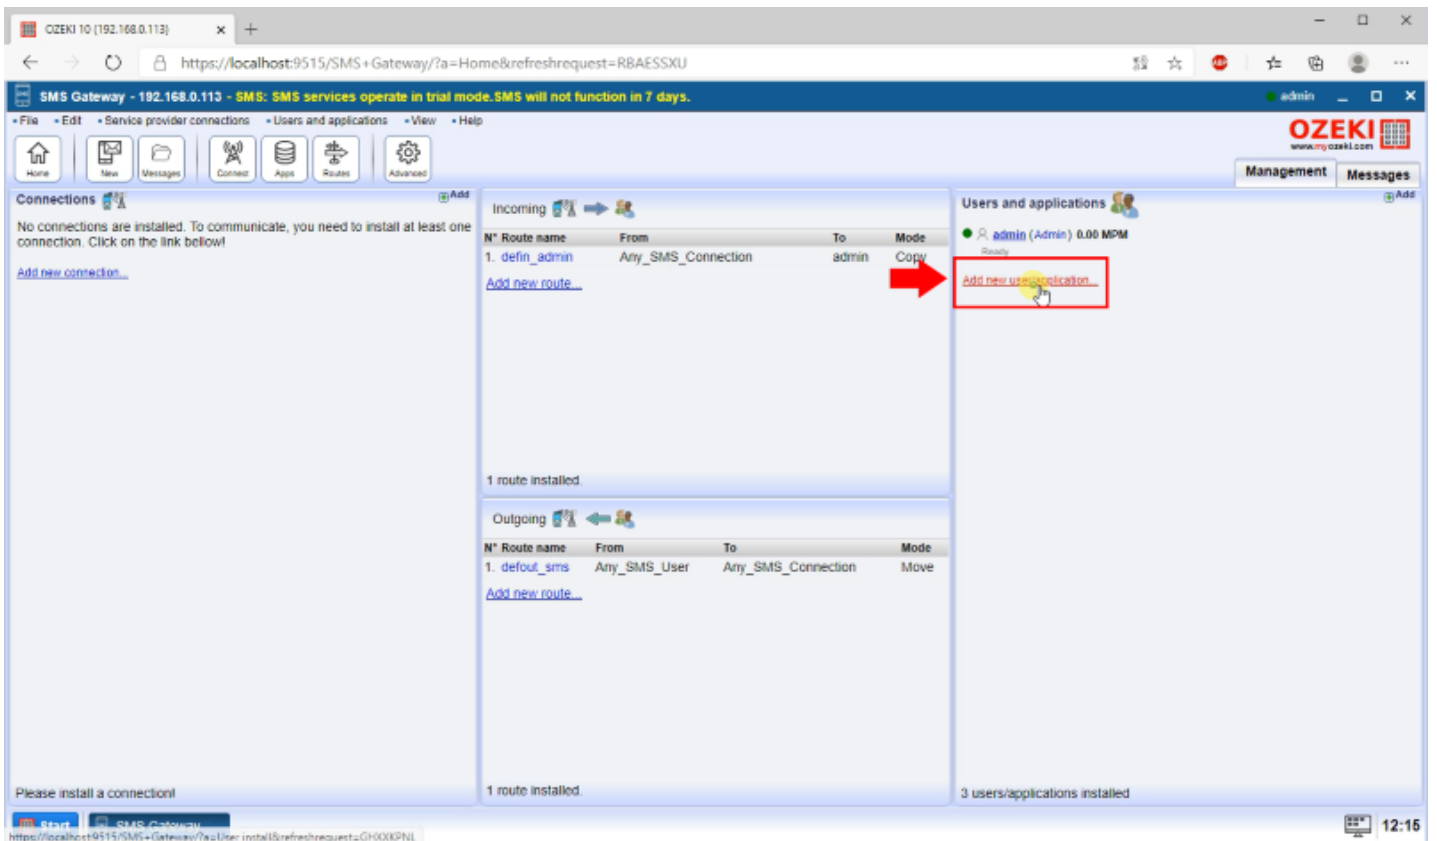 OZEKI 10 (192.168.0.113)
https://localhost:9515/SMS+Gateway/?a=Home&refreshrequest=RBAESSXU
SMS Gateway - 192.168.0.113 - SMS: SMS services operate in trial mode.SMS will not function in 7 days.
admin
File Edit Service provider connections Users and applications View Help
OZEKI
www.myozeki.com
Home New Messages Connect Apps Routes Advanced
Management Messages
Connections
Add
No connections are installed. To communicate, you need to install at least one
connection. Click on the link bellow!
Add new connection...
Please install a connection!
Incoming
N° Route name From To Mode
1. defin_admin Any_SMS_Connection admin Copy
Add new route...
1 route installed.
Outgoing
N° Route name From To Mode
1. defout_sms Any_SMS_User Any_SMS_Connection Move
Add new route...
1 route installed.
Users and applications
Add
admin (Admin) 0.00 MPM
Ready
Add new user/application...
3 users/applications installed
Start SMS Gateway
12:15